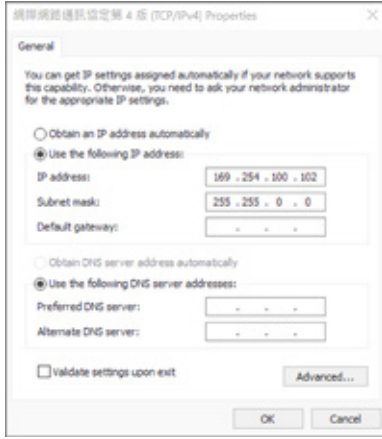 網際網路通訊協定第 4 版 (TCP/IPv4) Properties
General
You can get IP settings assigned automatically if your network supports
this capability. Otherwise, you need to ask your network administrator
for the appropriate IP settings.
Obtain an IP address automatically
Use the following IP address:
IP address: 169 . 254 . 100 . 102
Subnet mask: 255 . 255 . 0 . 0
Default gateway: . . .
Obtain DNS server address automatically
Use the following DNS server addresses:
Preferred DNS server: . . .
Alternate DNS server: . . .
Validate settings upon exit
Advanced...
OK Cancel